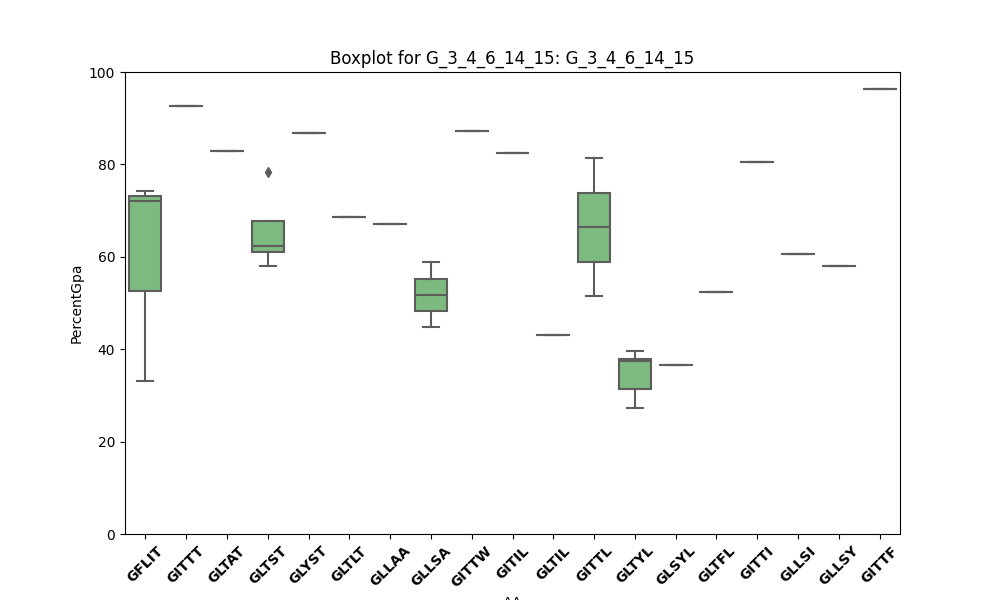 Boxplot for G_3_4_6_14_15: G_3_4_6_14_15
100
80
60
40
20
0
PercentGpa
GFLIT GITTT GLTAT GLTST GLYST GLTLT GLLAA GLLSA GITTW GITIL GLTIL GITTL GLTYL GLSYL GLTFL GITTI GLLSI GLLSY GITTF